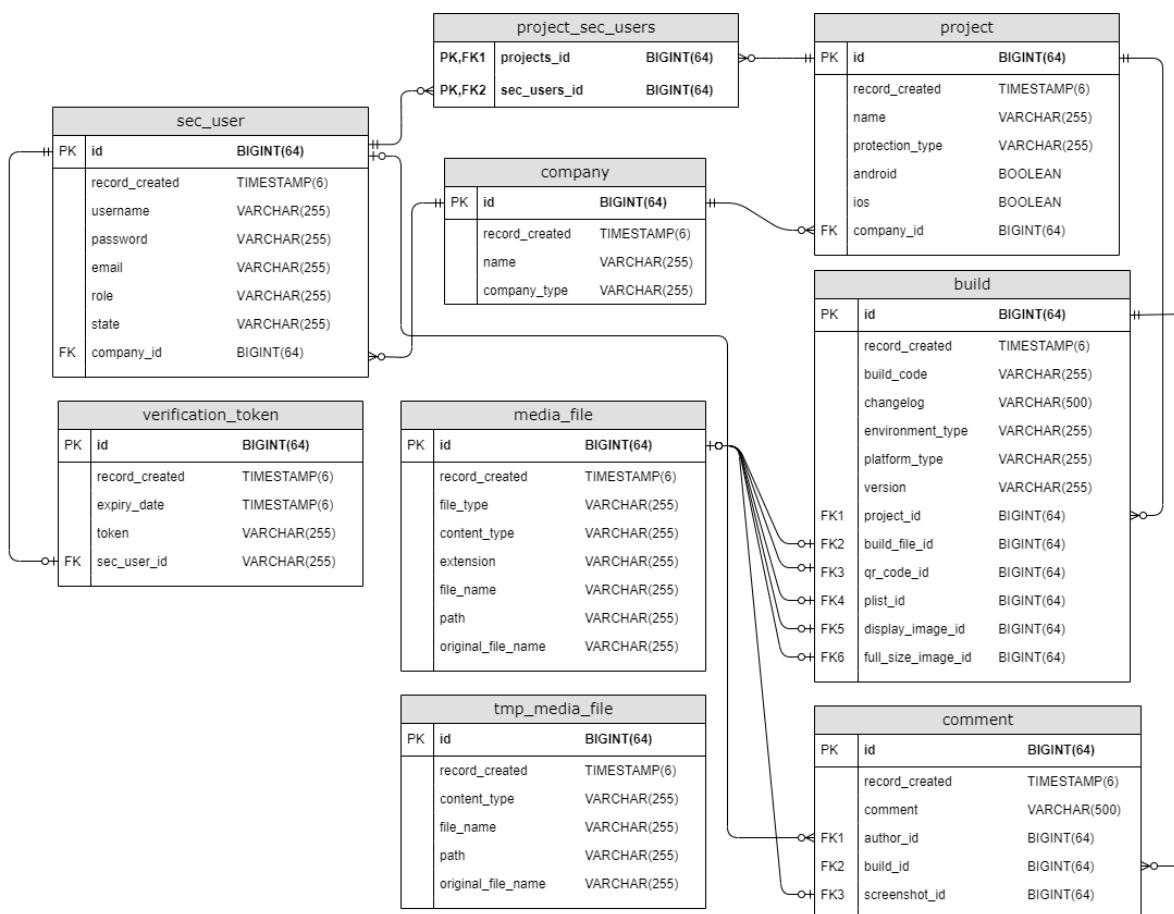 project_sec_users
PK,FK1 projects_id BIGINT(64)
PK,FK2 sec_users_id BIGINT(64)
project
PK id BIGINT(64)
record_created TIMESTAMP(6)
name VARCHAR(255)
protection_type VARCHAR(255)
android BOOLEAN
ios BOOLEAN
FK company_id BIGINT(64)
sec_user
PK id BIGINT(64)
record_created TIMESTAMP(6)
username VARCHAR(255)
password VARCHAR(255)
email VARCHAR(255)
role VARCHAR(255)
state VARCHAR(255)
FK company_id BIGINT(64)
company
PK id BIGINT(64)
record_created TIMESTAMP(6)
name VARCHAR(255)
company_type VARCHAR(255)
build
PK id BIGINT(64)
record_created TIMESTAMP(6)
build_code VARCHAR(255)
changelog VARCHAR(500)
environment_type VARCHAR(255)
platform_type VARCHAR(255)
version VARCHAR(255)
FK1 project_id BIGINT(64)
FK2 build_file_id BIGINT(64)
FK3 qr_code_id BIGINT(64)
FK4 plist_id BIGINT(64)
FK5 display_image_id BIGINT(64)
FK6 full_size_image_id BIGINT(64)
verification_token
PK id BIGINT(64)
record_created TIMESTAMP(6)
expiry_date TIMESTAMP(6)
token VARCHAR(255)
FK sec_user_id VARCHAR(255)
media_file
PK id BIGINT(64)
record_created TIMESTAMP(6)
file_type VARCHAR(255)
content_type VARCHAR(255)
extension VARCHAR(255)
file_name VARCHAR(255)
path VARCHAR(255)
original_file_name VARCHAR(255)
tmp_media_file
PK id BIGINT(64)
record_created TIMESTAMP(6)
content_type VARCHAR(255)
file_name VARCHAR(255)
path VARCHAR(255)
original_file_name VARCHAR(255)
comment
PK id BIGINT(64)
record_created TIMESTAMP(6)
comment VARCHAR(500)
FK1 author_id BIGINT(64)
FK2 build_id BIGINT(64)
FK3 screenshot_id BIGINT(64)